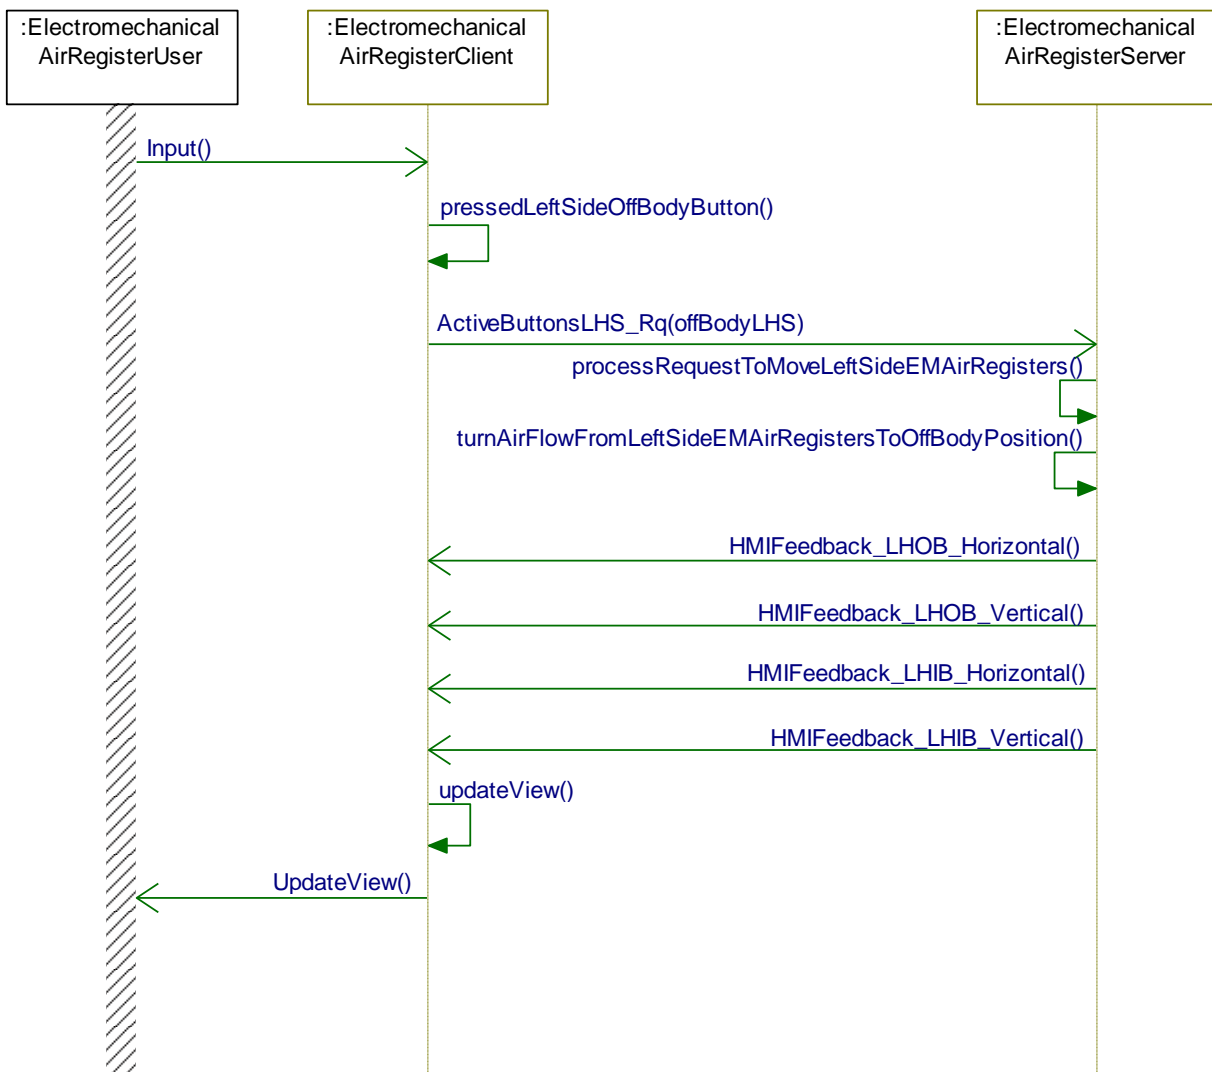 :Electromechanical
AirRegisterUser
:Electromechanical
AirRegisterClient
:Electromechanical
AirRegisterServer
Input()
pressedLeftSideOffBodyButton()
ActiveButtonsLHS_Rq(offBodyLHS)
processRequestToMoveLeftSideEMAirRegisters()
turnAirFlowFromLeftSideEMAirRegistersToOffBodyPosition()
HMIFeedback_LHOB_Horizontal()
HMIFeedback_LHOB_Vertical()
HMIFeedback_LHIB_Horizontal()
HMIFeedback_LHIB_Vertical()
updateView()
UpdateView()